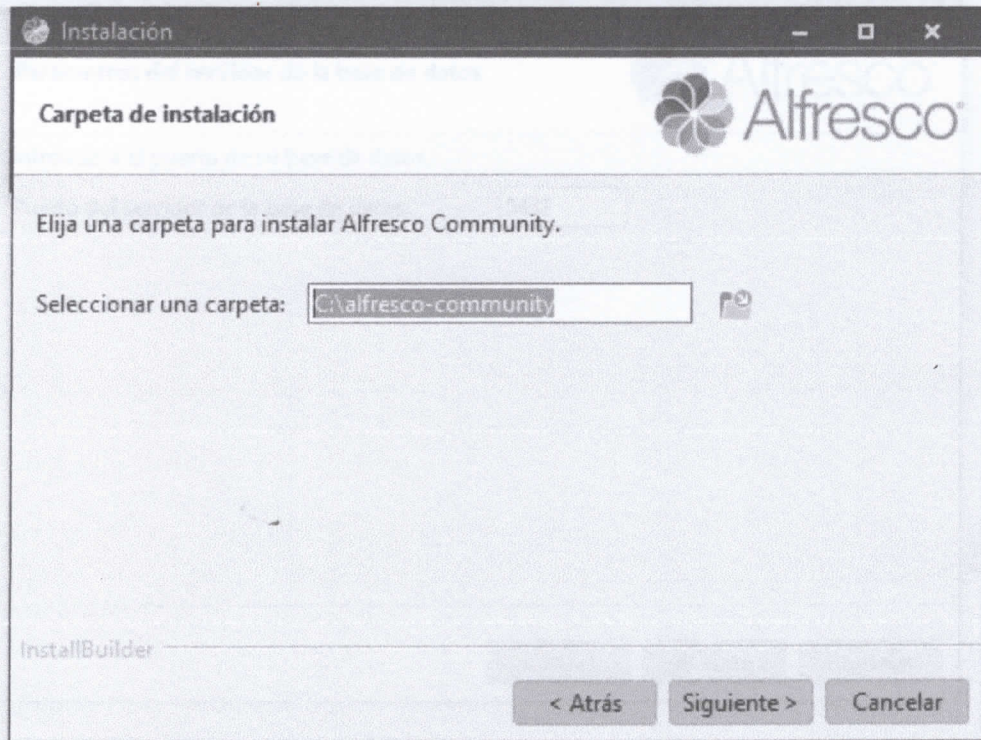 Instalación
Carpeta de instalación
Alfresco
Elija una carpeta para instalar Alfresco Community.
Seleccionar una carpeta: C:\alfresco-community
InstallBuilder
< Atrás Siguiente > Cancelar